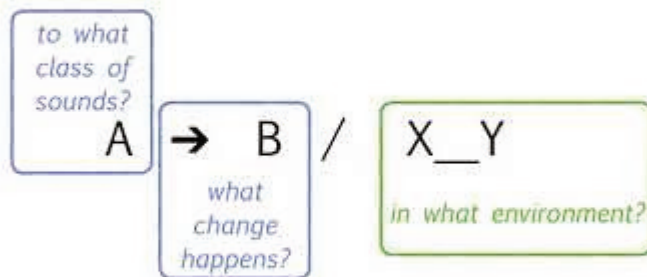 to what
class of
sounds?
A ➔ B / X__Y
what
change
happens?
in what environment?